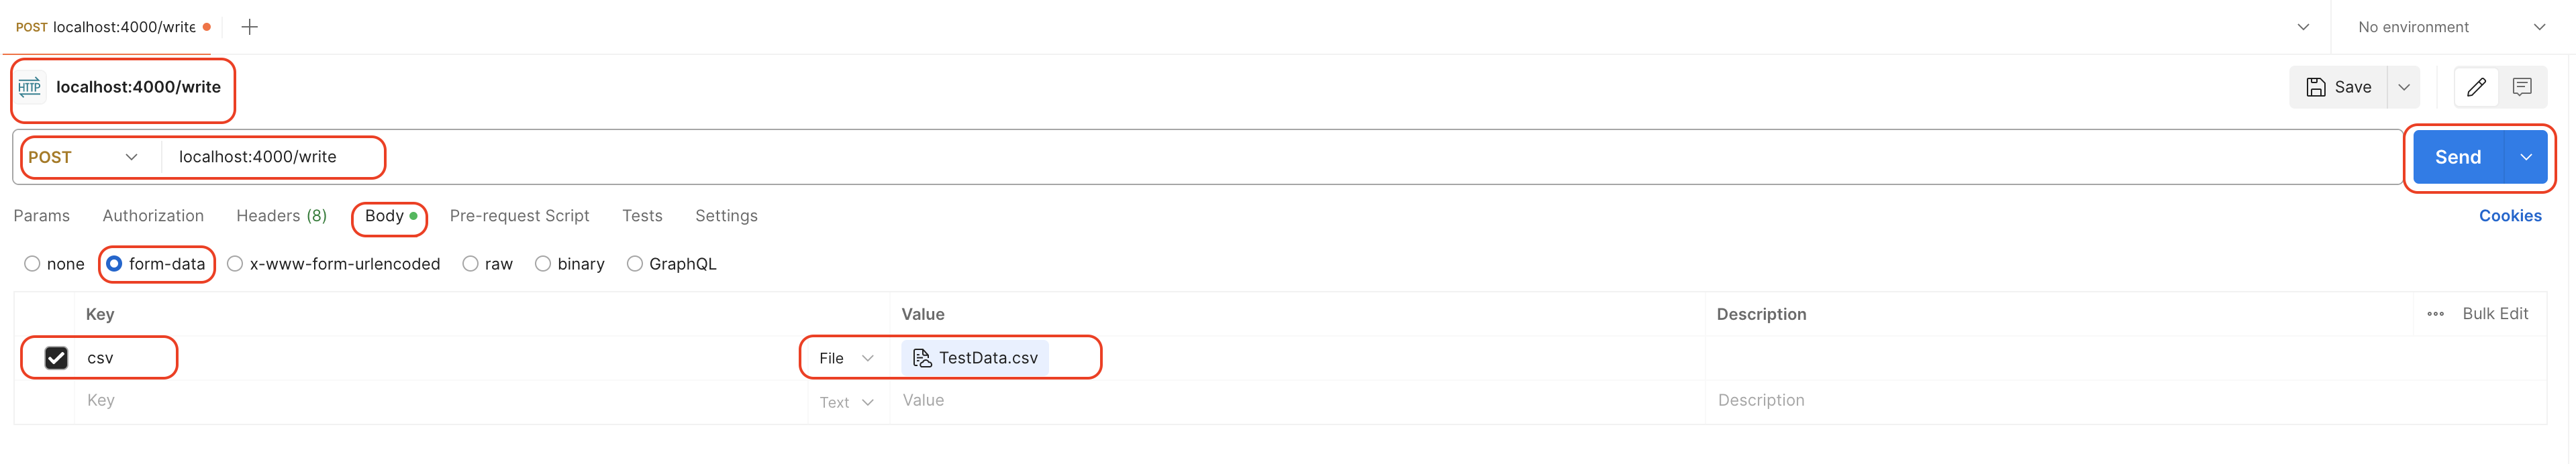 POST localhost:4000/write No environment
HTTP localhost:4000/write Save
POST localhost:4000/write Send
Params Authorization Headers (8) Body Pre-request Script Tests Settings Cookies
none form-data x-www-form-urlencoded raw binary GraphQL
Key Value Description Bulk Edit
csv File TestData.csv
Key Text Value Description